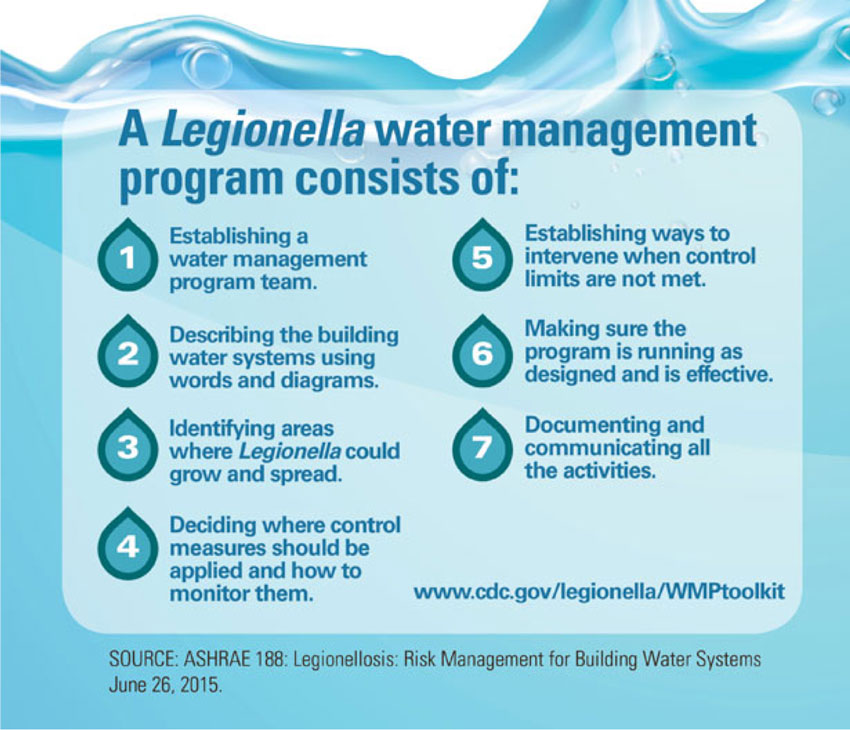 A Legionella water management
program consists of:
1
Establishing a
water management
program team.
2
Describing the building
water systems using
words and diagrams.
3
Identifying areas
where Legionella could
grow and spread.
4
Deciding where control
measures should be
applied and how to
monitor them.
5
Establishing ways to
intervene when control
limits are not met.
6
Making sure the
program is running as
designed and is effective.
7
Documenting and
communicating all
the activities.
www.cdc.gov/legionella/WMPtoolkit
SOURCE: ASHRAE 188: Legionellosis: Risk Management for Building Water Systems
June 26, 2015.